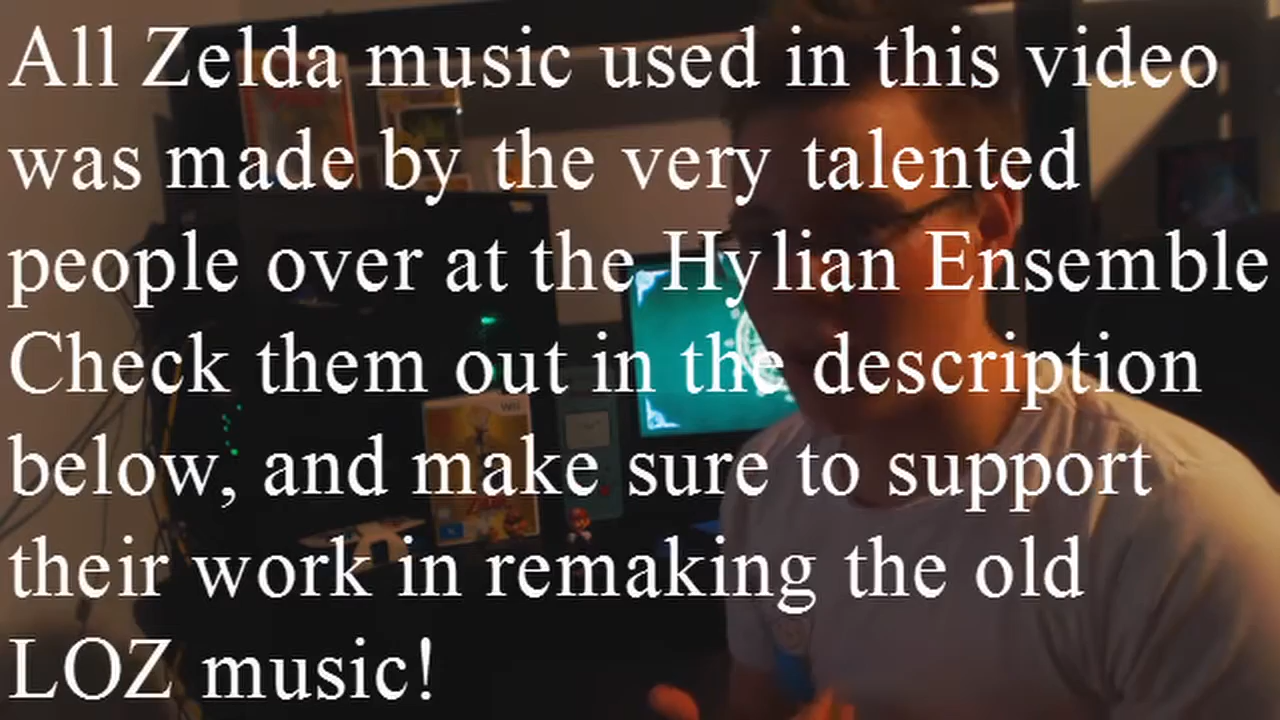 All Zelda music used in this video
was made by the very talented
people over at the Hylian Ensemble
Check them out in the description
below, and make sure to support
their work in remaking the old
LOZ music!
Wii